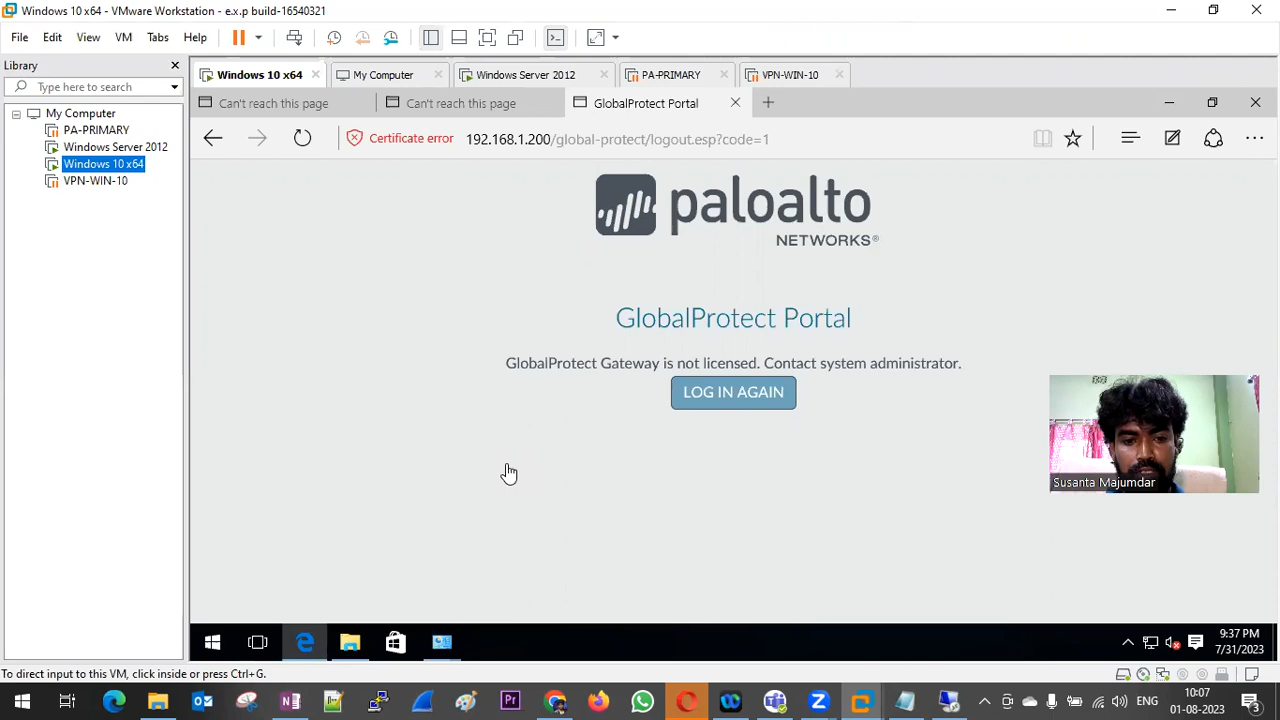 Windows 10 x64 - VMware Workstation - e.x.p build-16540321
File Edit View VM Tabs Help
Library
Type here to search
My Computer
PA-PRIMARY
Windows Server 2012
Windows 10 x64
VPN-WIN-10
Windows 10 x64 My Computer Windows Server 2012 PA-PRIMARY VPN-WIN-10
Can't reach this page Can't reach this page GlobalProtect Portal
Certificate error 192.168.1.200/global-protect/logout.esp?code=1
paloalto
NETWORKS®
GlobalProtect Portal
GlobalProtect Gateway is not licensed. Contact system administrator.
LOG IN AGAIN
Susanta Majumdar
9:37 PM
7/31/2023
To direct input to this VM, click inside or press Ctrl+G.
ENG
10:07
01-08-2023
3